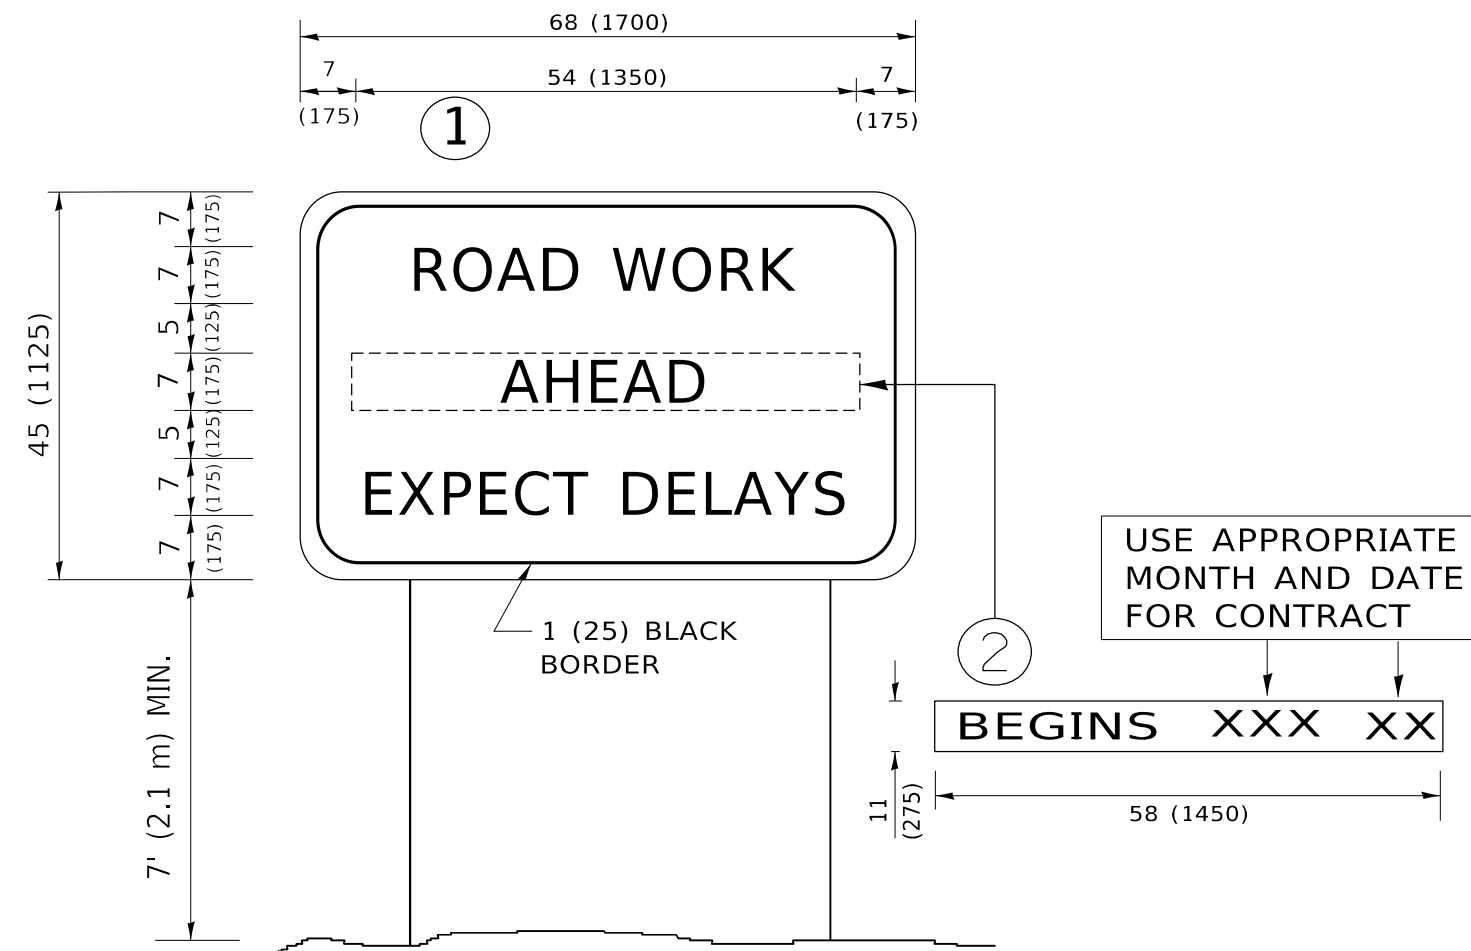 68 (1700)
7
54 (1350)
7
(175)
(175)
1
7
(175)
7
(175)
5
(125)
7
(175)
5
(125)
7
(175)
7
(175)
45 (1125)
ROAD WORK
AHEAD
EXPECT DELAYS
1 (25) BLACK
BORDER
7' (2.1 m) MIN.
USE APPROPRIATE
MONTH AND DATE
FOR CONTRACT
2
BEGINS XXX XX
11
(275)
58 (1450)